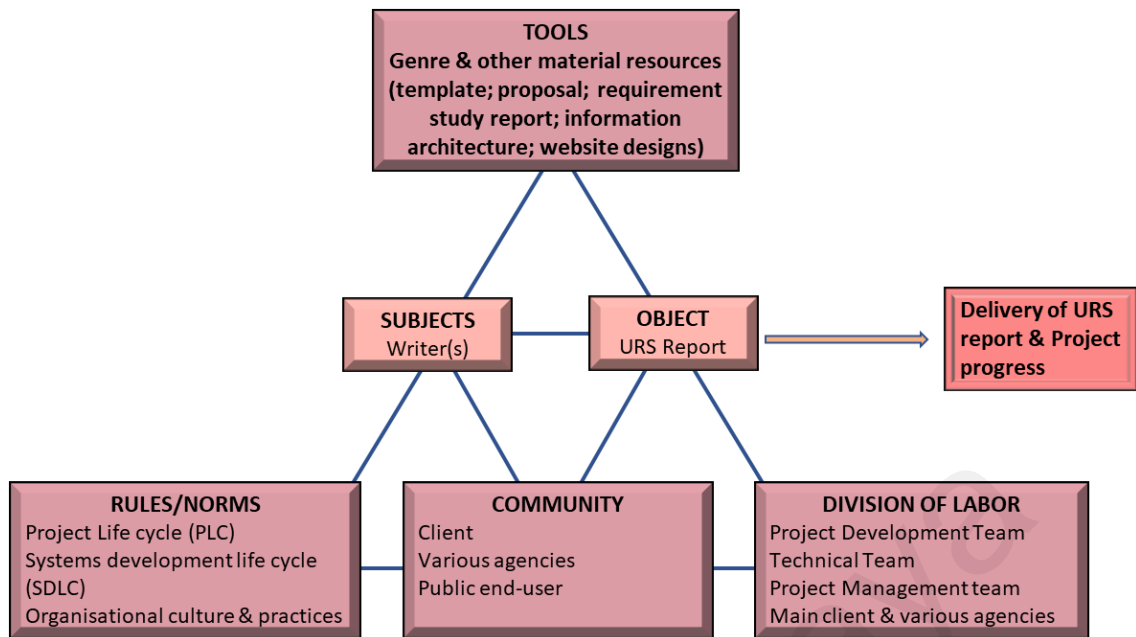 TOOLS
Genre & other material resources
(template; proposal; requirement
study report; information
architecture; website designs)
SUBJECTS
Writer(s)
OBJECT
URS Report
Delivery of URS
report & Project
progress
RULES/NORMS
Project Life cycle (PLC)
Systems development life cycle
(SDLC)
Organisational culture & practices
COMMUNITY
Client
Various agencies
Public end-user
DIVISION OF LABOR
Project Development Team
Technical Team
Project Management team
Main client & various agencies